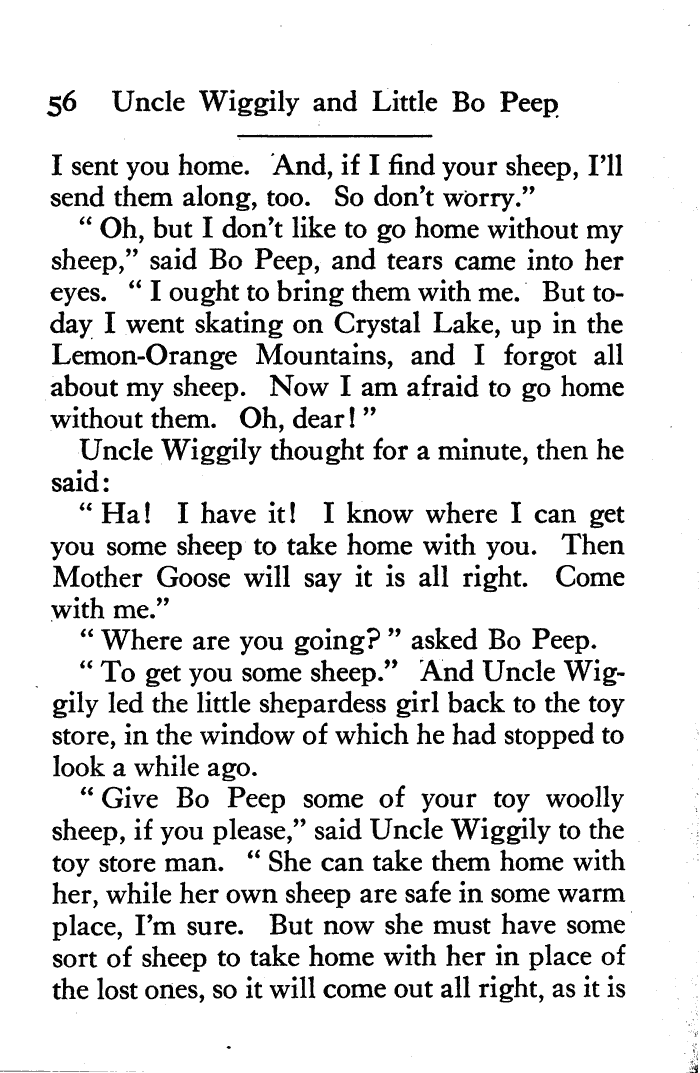 56 Uncle Wiggily and Little Bo Peep
I sent you home. And, if I find your sheep, I'll
send them along, too. So don't worry."
" Oh, but I don't like to go home without my
sheep," said Bo Peep, and tears came into her
eyes. " I ought to bring them with me. But to-
day I went skating on Crystal Lake, up in the
Lemon-Orange Mountains, and I forgot all
about my sheep. Now I am afraid to go home
without them. Oh, dear! "
Uncle Wiggily thought for a minute, then he
said:
" Ha! I have it! I know where I can get
you some sheep to take home with you. Then
Mother Goose will say it is all right. Come
with me."
" Where are you going? " asked Bo Peep.
" To get you some sheep." And Uncle Wig-
gily led the little shepardess girl back to the toy
store, in the window of which he had stopped to
look a while ago.
" Give Bo Peep some of your toy woolly
sheep, if you please," said Uncle Wiggily to the
toy store man. " She can take them home with
her, while her own sheep are safe in some warm
place, I'm sure. But now she must have some
sort of sheep to take home with her in place of
the lost ones, so it will come out all right, as it is